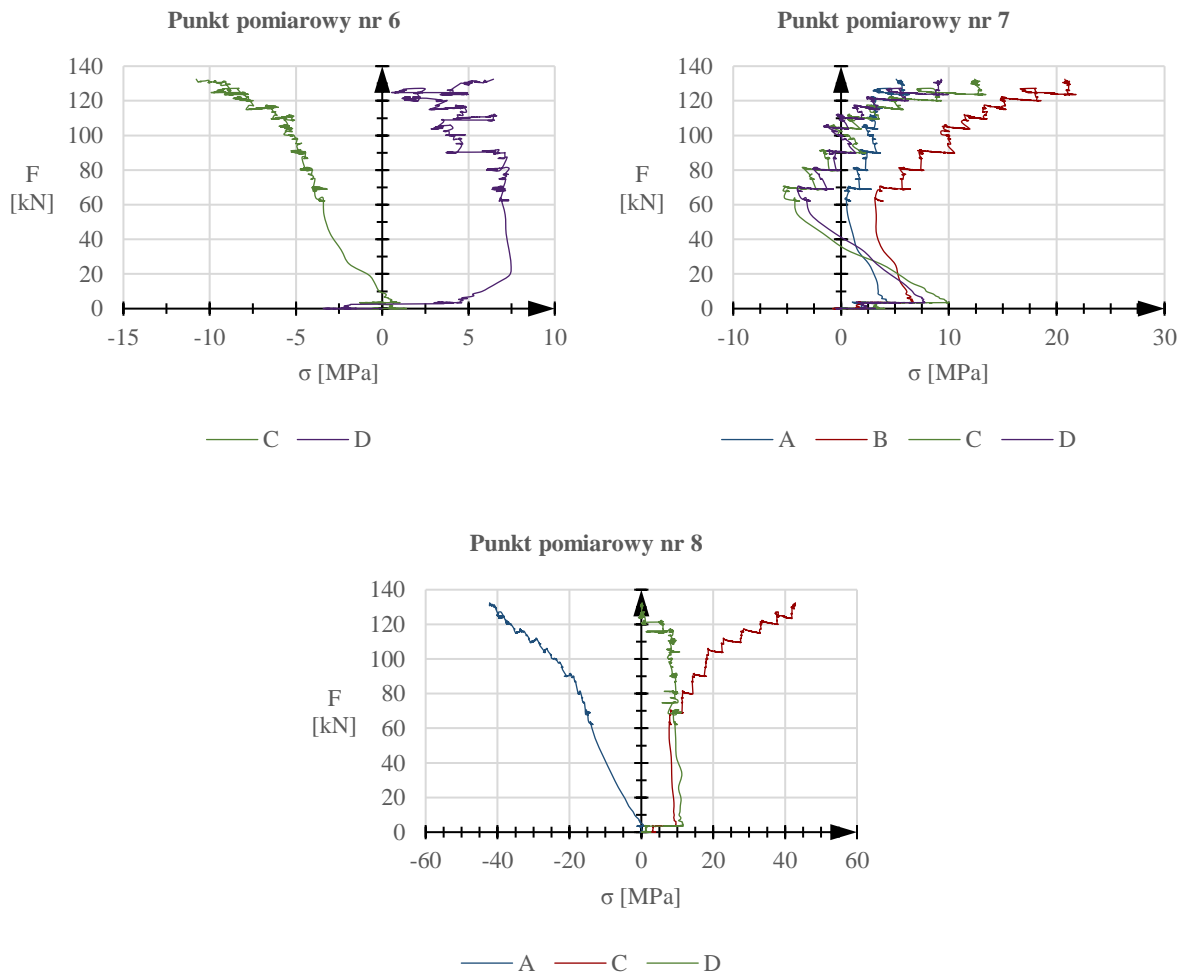 Punkt pomiarowy nr 6
140
120
100
80
60
40
20
0
F
[kN]
-15 -10 -5 0 5 10
σ [MPa]
C D
Punkt pomiarowy nr 7
140
120
100
80
60
40
20
0
F
[kN]
-10 0 10 20 30
σ [MPa]
A B C D
Punkt pomiarowy nr 8
140
120
100
80
60
40
20
0
F
[kN]
-60 -40 -20 0 20 40 60
σ [MPa]
A C D